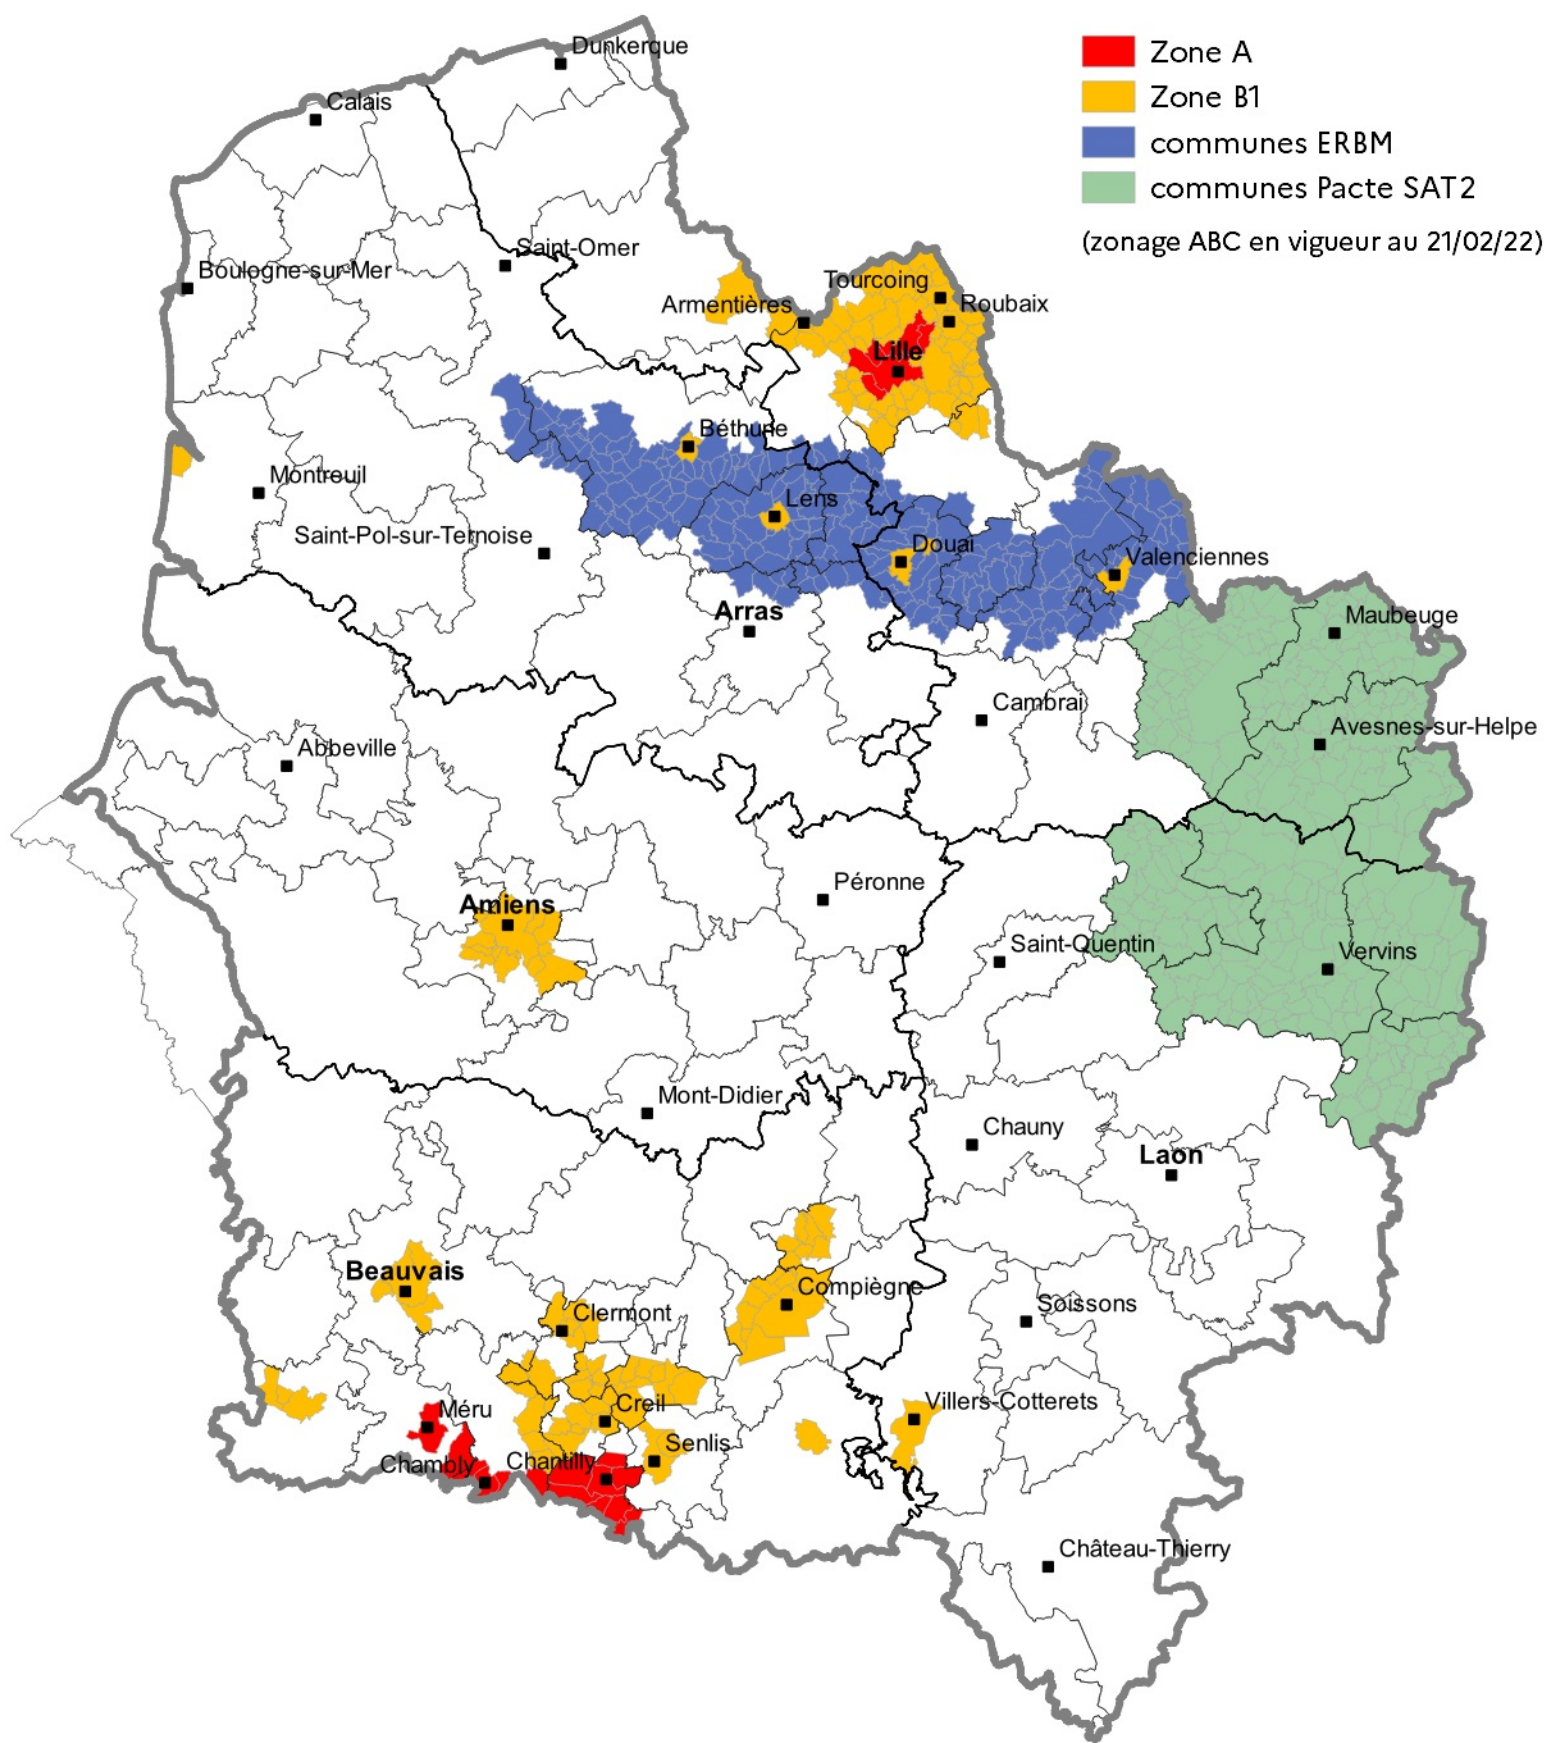 Dunkerque
Zone A
Calais
Zone B1
communes ERBM
communes Pacte SAT2
(zonage ABC en vigueur au 21/02/22)
Saint-Omer
Boulogne-sur-Mer
Tourcoing
Armentières
Roubaix
Lille
Béthune
Montreuil
Lens
Saint-Pol-sur-Ternoise
Douai
Valenciennes
Arras
Maubeuge
Cambrai
Avesnes-sur-Helpe
Abbeville
Péronne
Amiens
Saint-Quentin
Vervins
Mont-Didier
Chauny
Laon
Beauvais
Compiègne
Clermont
Soissons
Méru
Creil
Villers-Cotterets
Senlis
Chambly
Chantilly
Château-Thierry